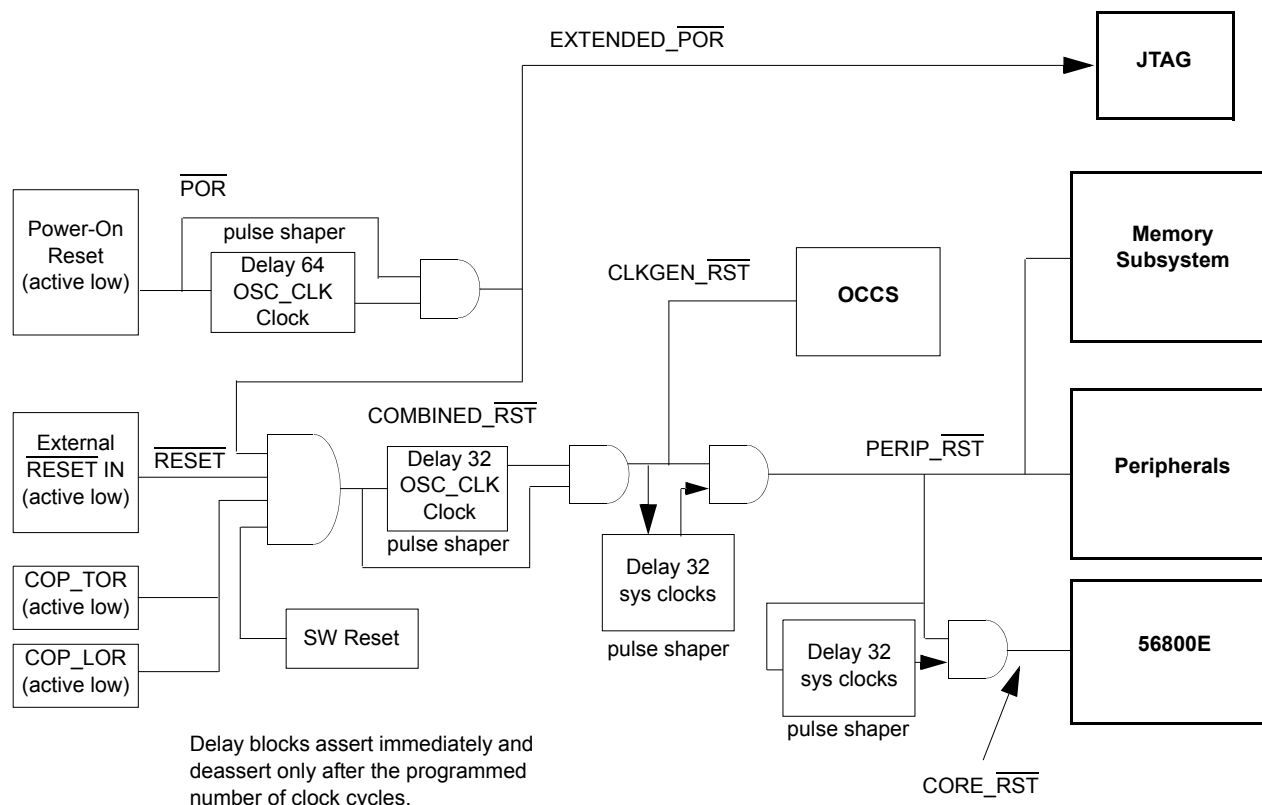 EXTENDED_POR
JTAG
POR
Power-On
Reset
(active low)
pulse shaper
Delay 64
OSC_CLK
Clock
CLKGEN_RST
OCCS
Memory
Subsystem
External
RESET IN
(active low)
RESET
COMBINED_RST
Delay 32
OSC_CLK
Clock
pulse shaper
PERIP_RST
Peripherals
COP_TOR
(active low)
SW Reset
COP_LOR
(active low)
Delay 32
sys clocks
pulse shaper
Delay 32
sys clocks
pulse shaper
56800E
CORE_RST
Delay blocks assert immediately and
deassert only after the programmed
number of clock cycles.